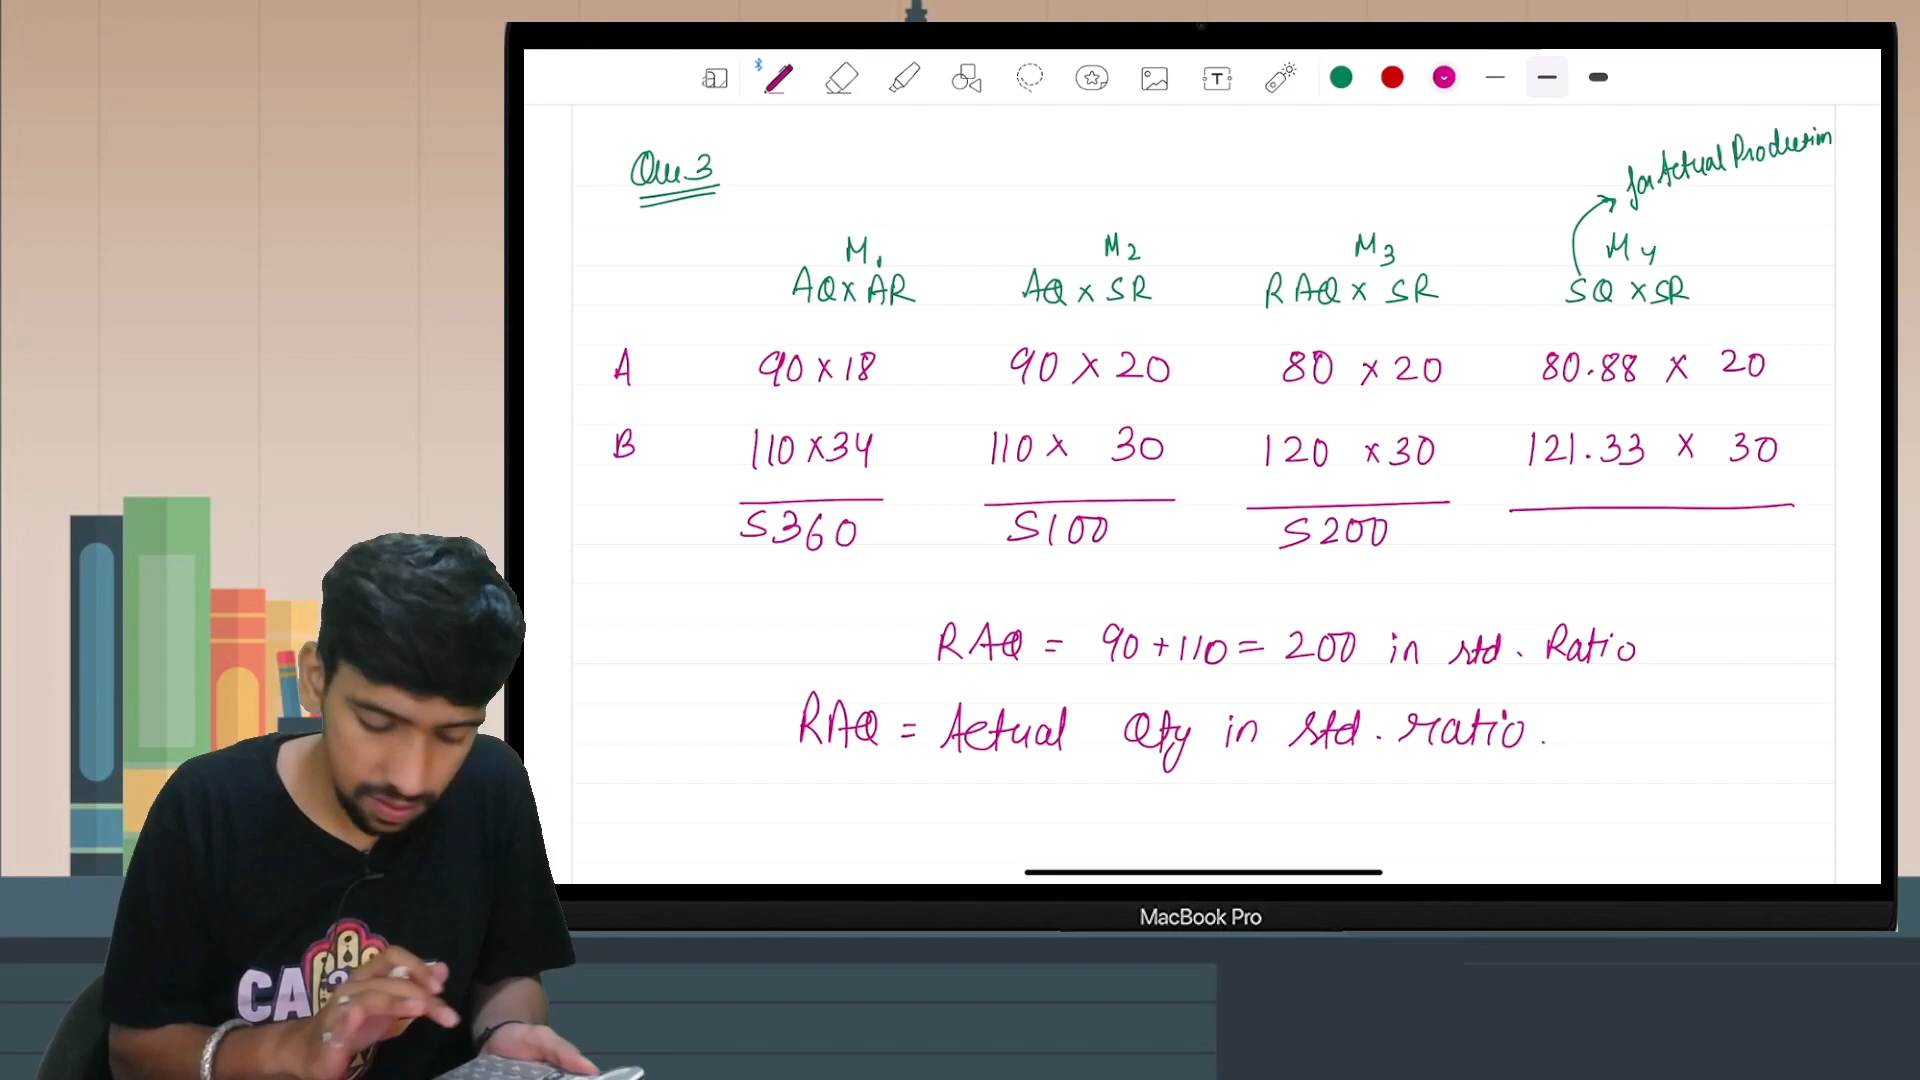 Que.3
for Actual Production
M1 M2 M3 M4
AQ x AR AQ x SR RAQ x SR SQ x SR
A 90 x 18 90 x 20 80 x 20 80.88 x 20
B 110 x 34 110 x 30 120 x 30 121.33 x 30
5360 5100 5200
RAQ = 90 + 110 = 200 in std. Ratio
RAQ = Actual Qty in std. ratio.
MacBook Pro
CA